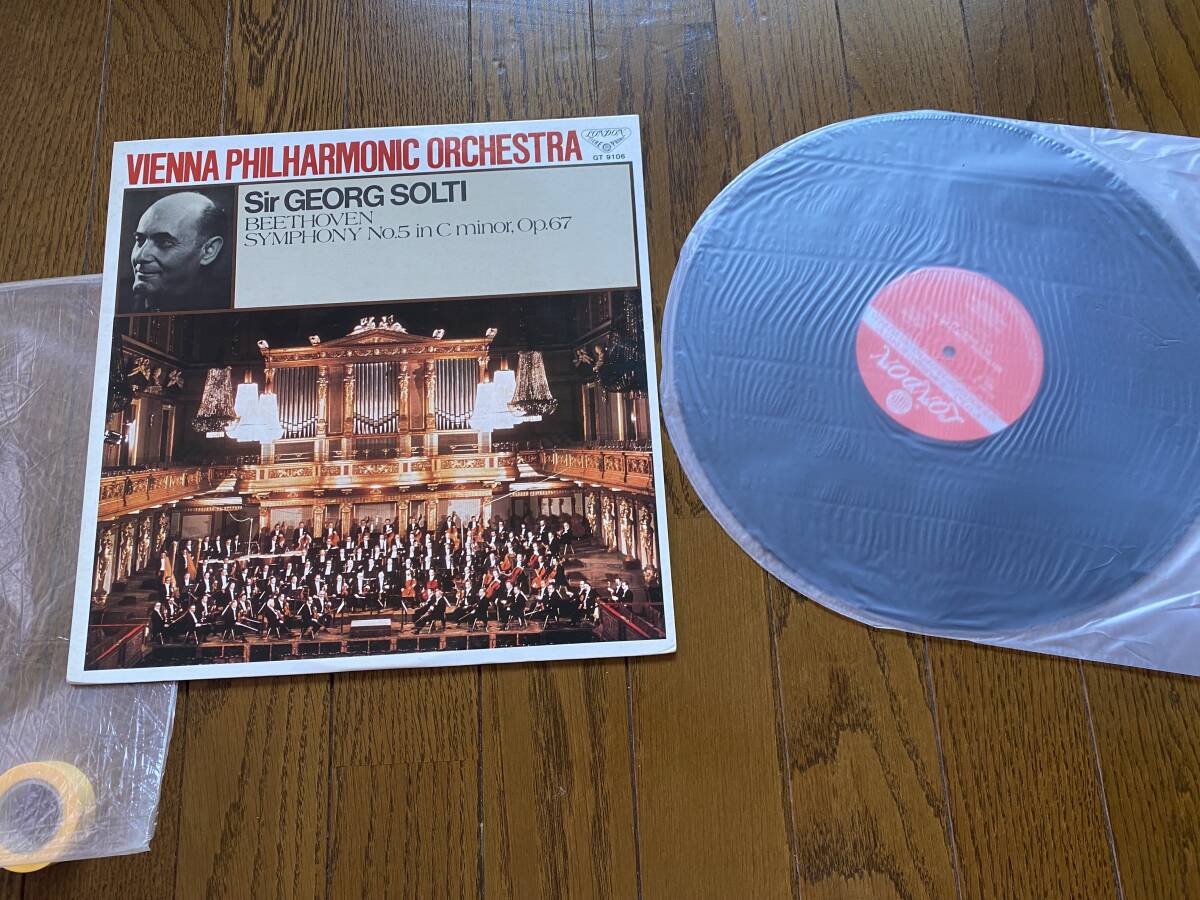 VIENNA PHILHARMONIC ORCHESTRA
LONDON
GT 9106
Sir GEORG SOLTI
BEETHOVEN
SYMPHONY No.5 in C minor, Op.67
LONDON